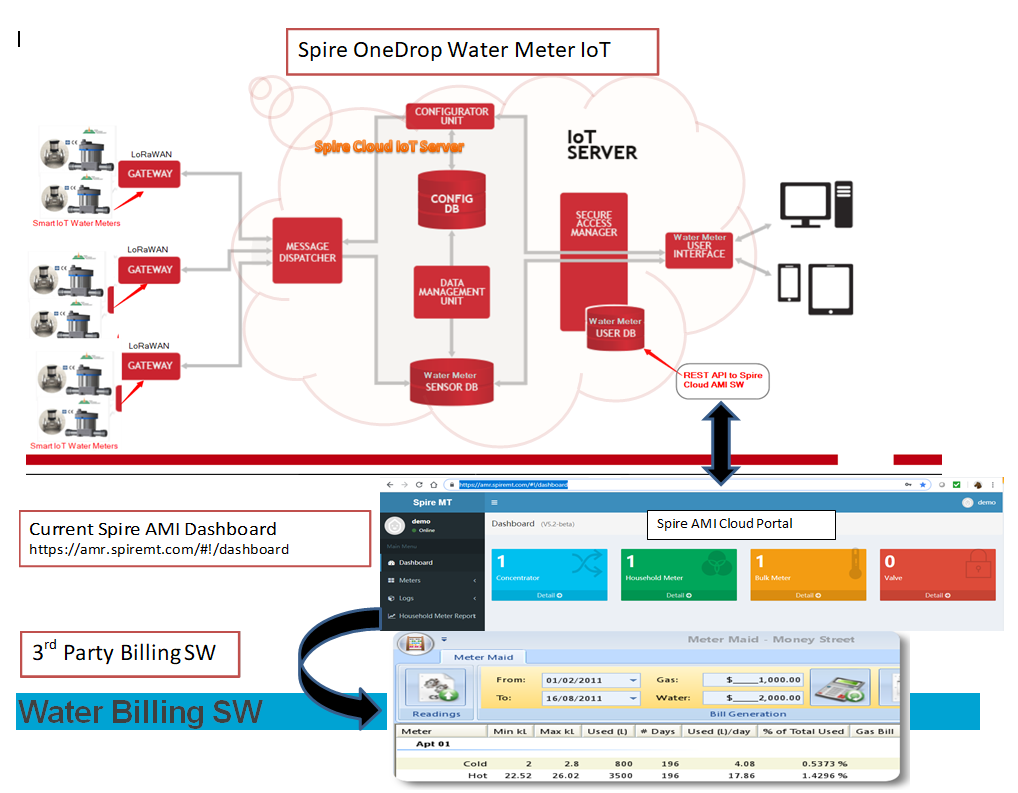 Spire OneDrop Water Meter IoT
CONFIGURATOR
UNIT
Spire Cloud IoT Server
IoT
SERVER
LoRaWAN
GATEWAY
Smart IoT Water Meters
CONFIG
DB
SECURE
ACCESS
MANAGER
MESSAGE
DISPATCHER
Water Meter
USER
INTERFACE
LoRaWAN
GATEWAY
DATA
MANAGEMENT
UNIT
Water Meter
USER DB
LoRaWAN
GATEWAY
Water Meter
SENSOR DB
REST API to Spire
Cloud AMI SW
Smart IoT Water Meters
https://amr.spiremt.com/#!/dashboard
Spire MT
demo
Current Spire AMI Dashboard
https://amr.spiremt.com/#!/dashboard
demo
Online
Dashboard (V5.2-beta)
Spire AMI Cloud Portal
Main Menu
Dashboard
Meters
Logs
Household Meter Report
1
Concentrator
Detail
1
Household Meter
Detail
1
Bulk Meter
Detail
0
Valve
Detail
3rd Party Billing SW
Water Billing SW
Meter Maid - Money Street
Meter Maid
From: 01/02/2011 Gas: $____1,000.00
To: 16/08/2011 Water: $____2,000.00
Readings
Bill Generation
Meter Min kL Max kL Used (L) # Days Used (L)/day % of Total Used Gas Bill
Apt 01
Cold 2 2.8 800 196 4.08 0.5373 %
Hot 22.52 26.02 3500 196 17.86 1.4296 %